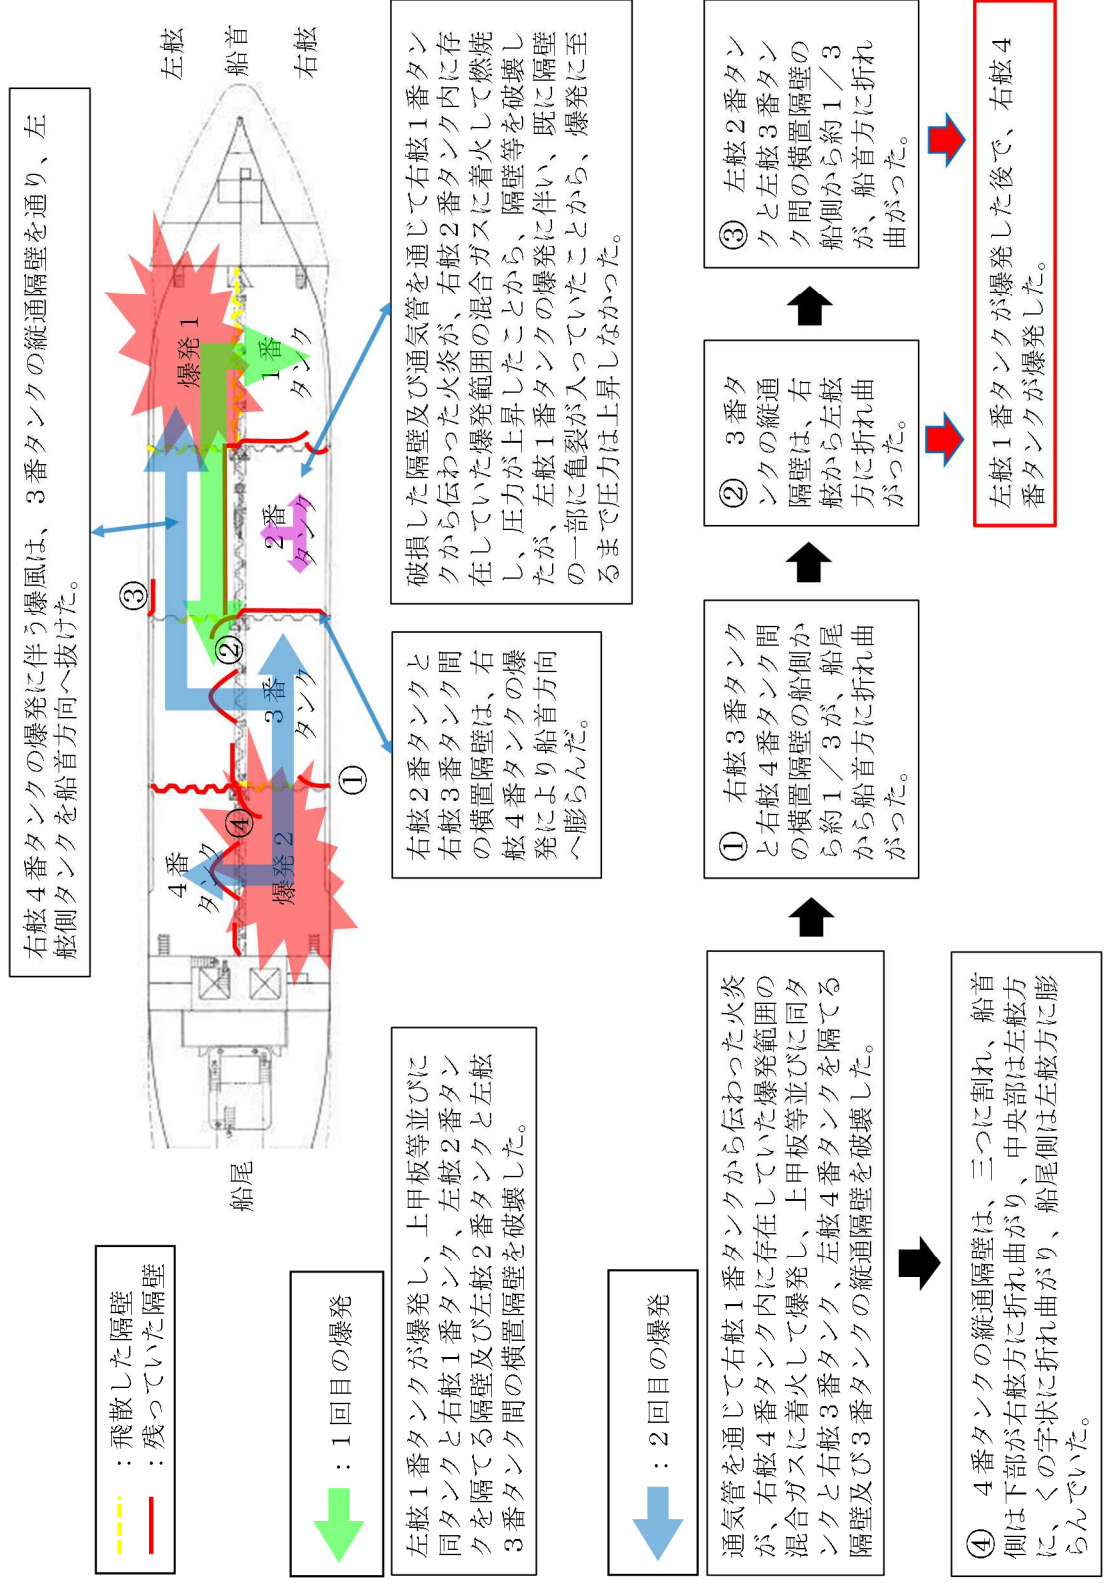 :飛散した隔壁
:残っていた隔壁
:1回目の爆発
左舷1番タンクが爆発し、上甲板等並びに
同タンクと右舷1番タンク、左舷2番タン
クを隔てる隔壁及び左舷2番タンクと左舷
3番タンク間の横置隔壁を破壊した。
:2回目の爆発
通気管を通じて右舷1番タンクから伝わった火炎
が、右舷4番タンク内に存在していた爆発範囲の
混合ガスに着火して爆発し、上甲板等並びに同タ
ンクと右舷3番タンク、左舷4番タンクを隔てる
隔壁及び3番タンクの縦通隔壁を破壊した。
④ 4番タンクの縦通隔壁は、三つに割れ、船首
側は下部が右舷方に折れ曲がり、中央部は左舷方
に、くの字状に折れ曲がり、船尾側は左舷方に膨
らんでいた。
右舷4番タンクの爆発に伴う爆風は、3番タンクの縦通隔壁を通り、左
舷側タンクを船首方向へ抜けた。
左舷
船首
右舷
船尾
爆発1
1番
タンク
2番
タンク
3番
タンク
4番
タンク
爆発2
①
②
③
④
右舷2番タンクと
右舷3番タンク間
の横置隔壁は、右
舷4番タンクの爆
発により船首方向
へ膨らんだ。
破損した隔壁及び通気管を通じて右舷1番タン
クから伝わった火炎が、右舷2番タンク内に存
在していた爆発範囲の混合ガスに着火して燃焼
し、圧力が上昇したことから、隔壁等を破壊し
たが、左舷1番タンクの爆発に伴い、既に隔壁
の一部に亀裂が入っていたことから、爆発に至
るまで圧力は上昇しなかった。
① 右舷3番タンク
と右舷4番タンク間
の横置隔壁の船側か
ら約1/3が、船尾
から船首方に折れ曲
がった。
② 3番タ
ンクの縦通
隔壁は、右
舷から左舷
方に折れ曲
がった。
③ 左舷2番タン
クと左舷3番タン
ク間の横置隔壁の
船側から約1/3
が、船首方に折れ
曲がった。
左舷1番タンクが爆発した後で、右舷4
番タンクが爆発した。